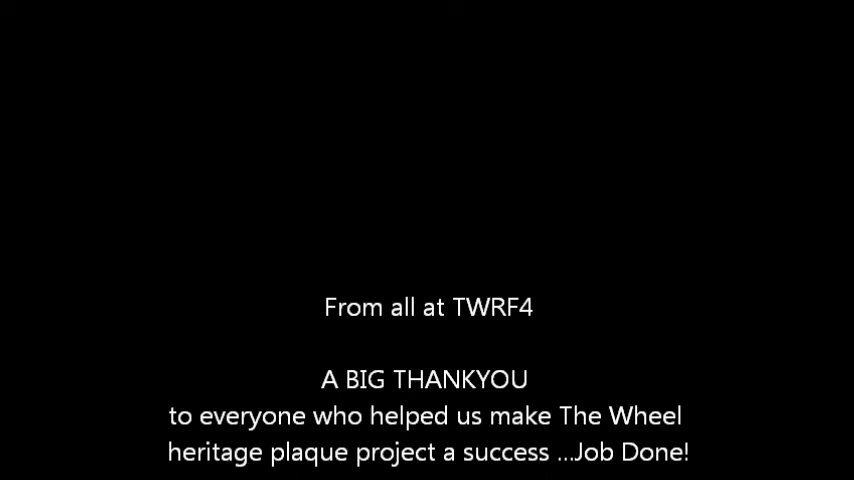 From all at TWRF4
A BIG THANKYOU
to everyone who helped us make The Wheel
heritage plaque project a success ...Job Done!